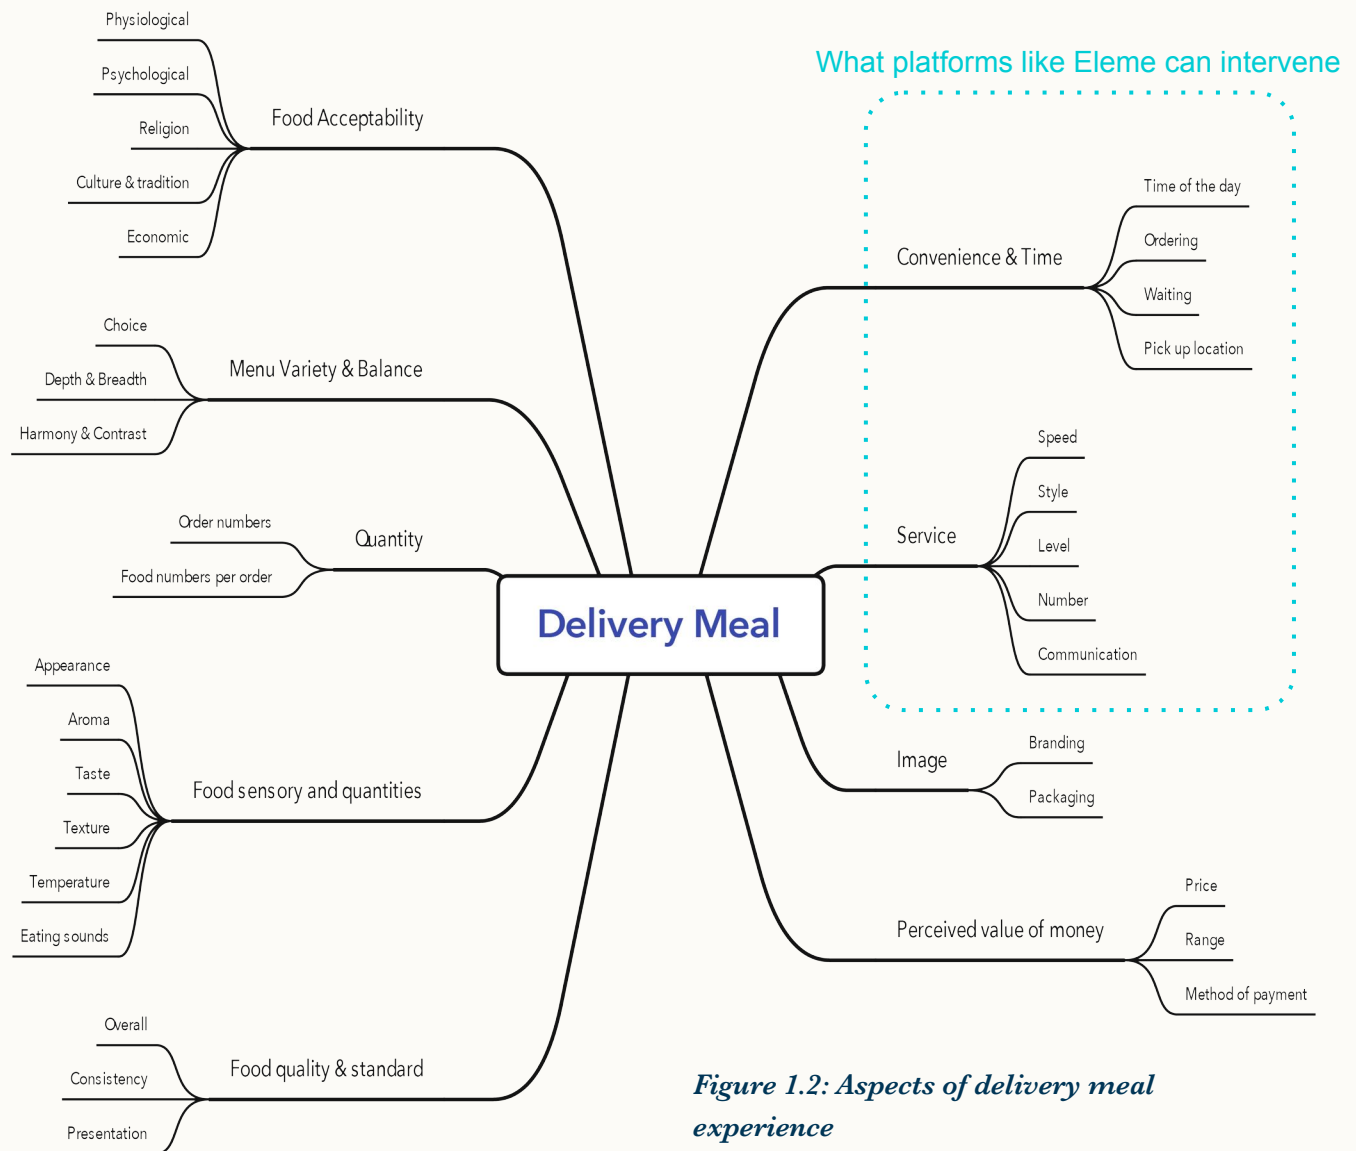 What platforms like Eleme can intervene
Delivery Meal
Food Acceptability
Physiological
Psychological
Religion
Culture & tradition
Economic
Menu Variety & Balance
Choice
Depth & Breadth
Harmony & Contrast
Quantity
Order numbers
Food numbers per order
Food sensory and quantities
Appearance
Aroma
Taste
Texture
Temperature
Eating sounds
Food quality & standard
Overall
Consistency
Presentation
Convenience & Time
Time of the day
Ordering
Waiting
Pick up location
Service
Speed
Style
Level
Number
Communication
Image
Branding
Packaging
Perceived value of money
Price
Range
Method of payment
Figure 1.2: Aspects of delivery meal
experience